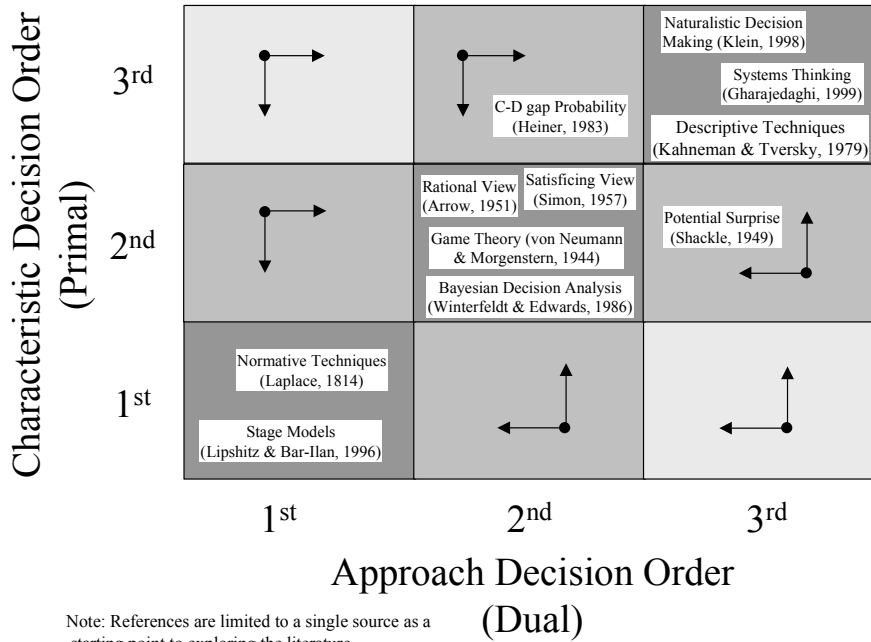 Characteristic Decision Order
(Primal)
3rd
2nd
1st
Naturalistic Decision
Making (Klein, 1998)
Systems Thinking
(Gharajedaghi, 1999)
Descriptive Techniques
(Kahneman & Tversky, 1979)
C-D gap Probability
(Heiner, 1983)
Rational View
(Arrow, 1951)
Satisficing View
(Simon, 1957)
Game Theory (von Neumann
& Morgenstern, 1944)
Bayesian Decision Analysis
(Winterfeldt & Edwards, 1986)
Potential Surprise
(Shackle, 1949)
Normative Techniques
(Laplace, 1814)
Stage Models
(Lipshitz & Bar-Ilan, 1996)
1st
2nd
3rd
Approach Decision Order
(Dual)
Note: References are limited to a single source as a
starting point to exploring the literature